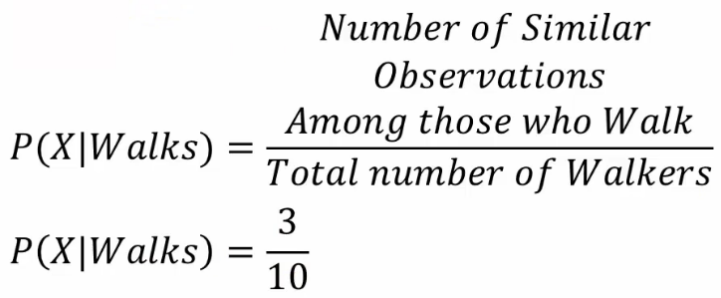 Number of Similar
Observations
Among those who Walk
P(X|Walks) =
Total number of Walkers
3
P(X|Walks) =
10